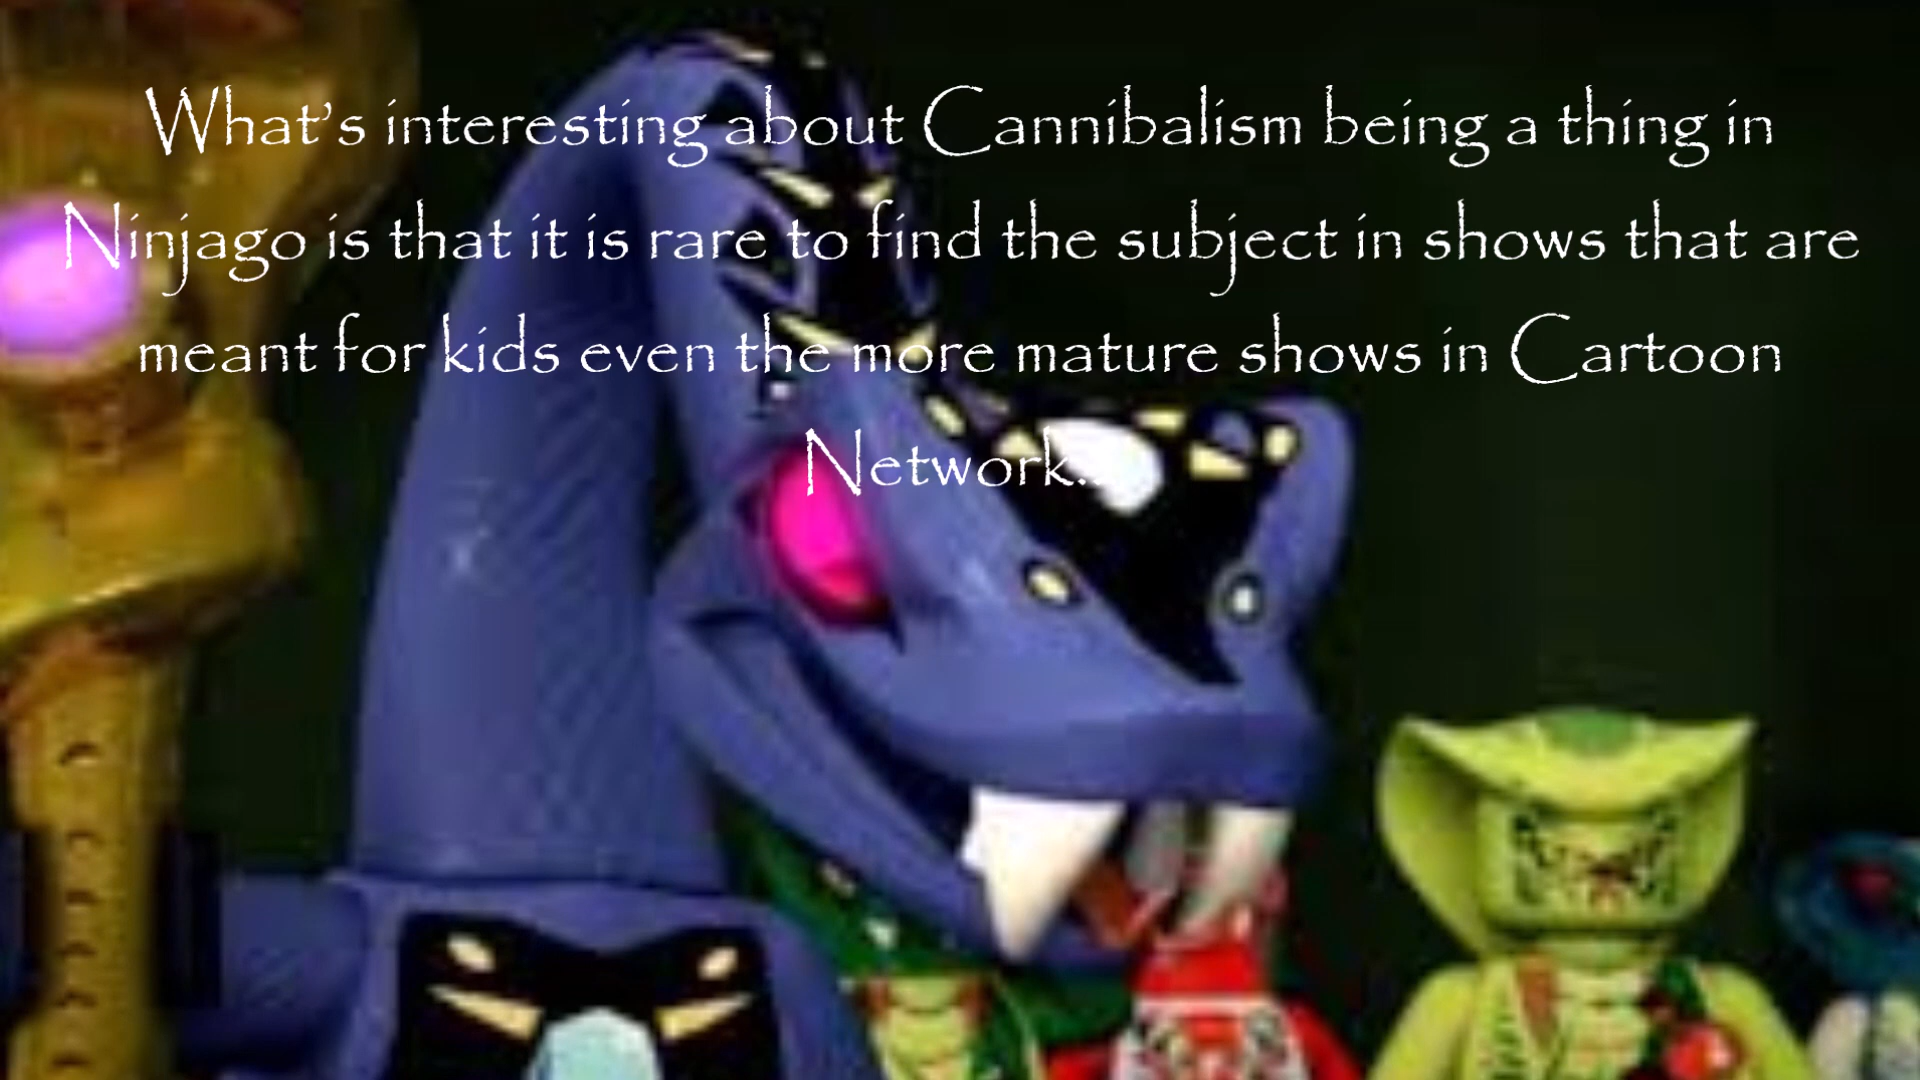 What's interesting about Cannibalism being a thing in
Ninjago is that it is rare to find the subject in shows that are
meant for kids even the more mature shows in Cartoon
Network..